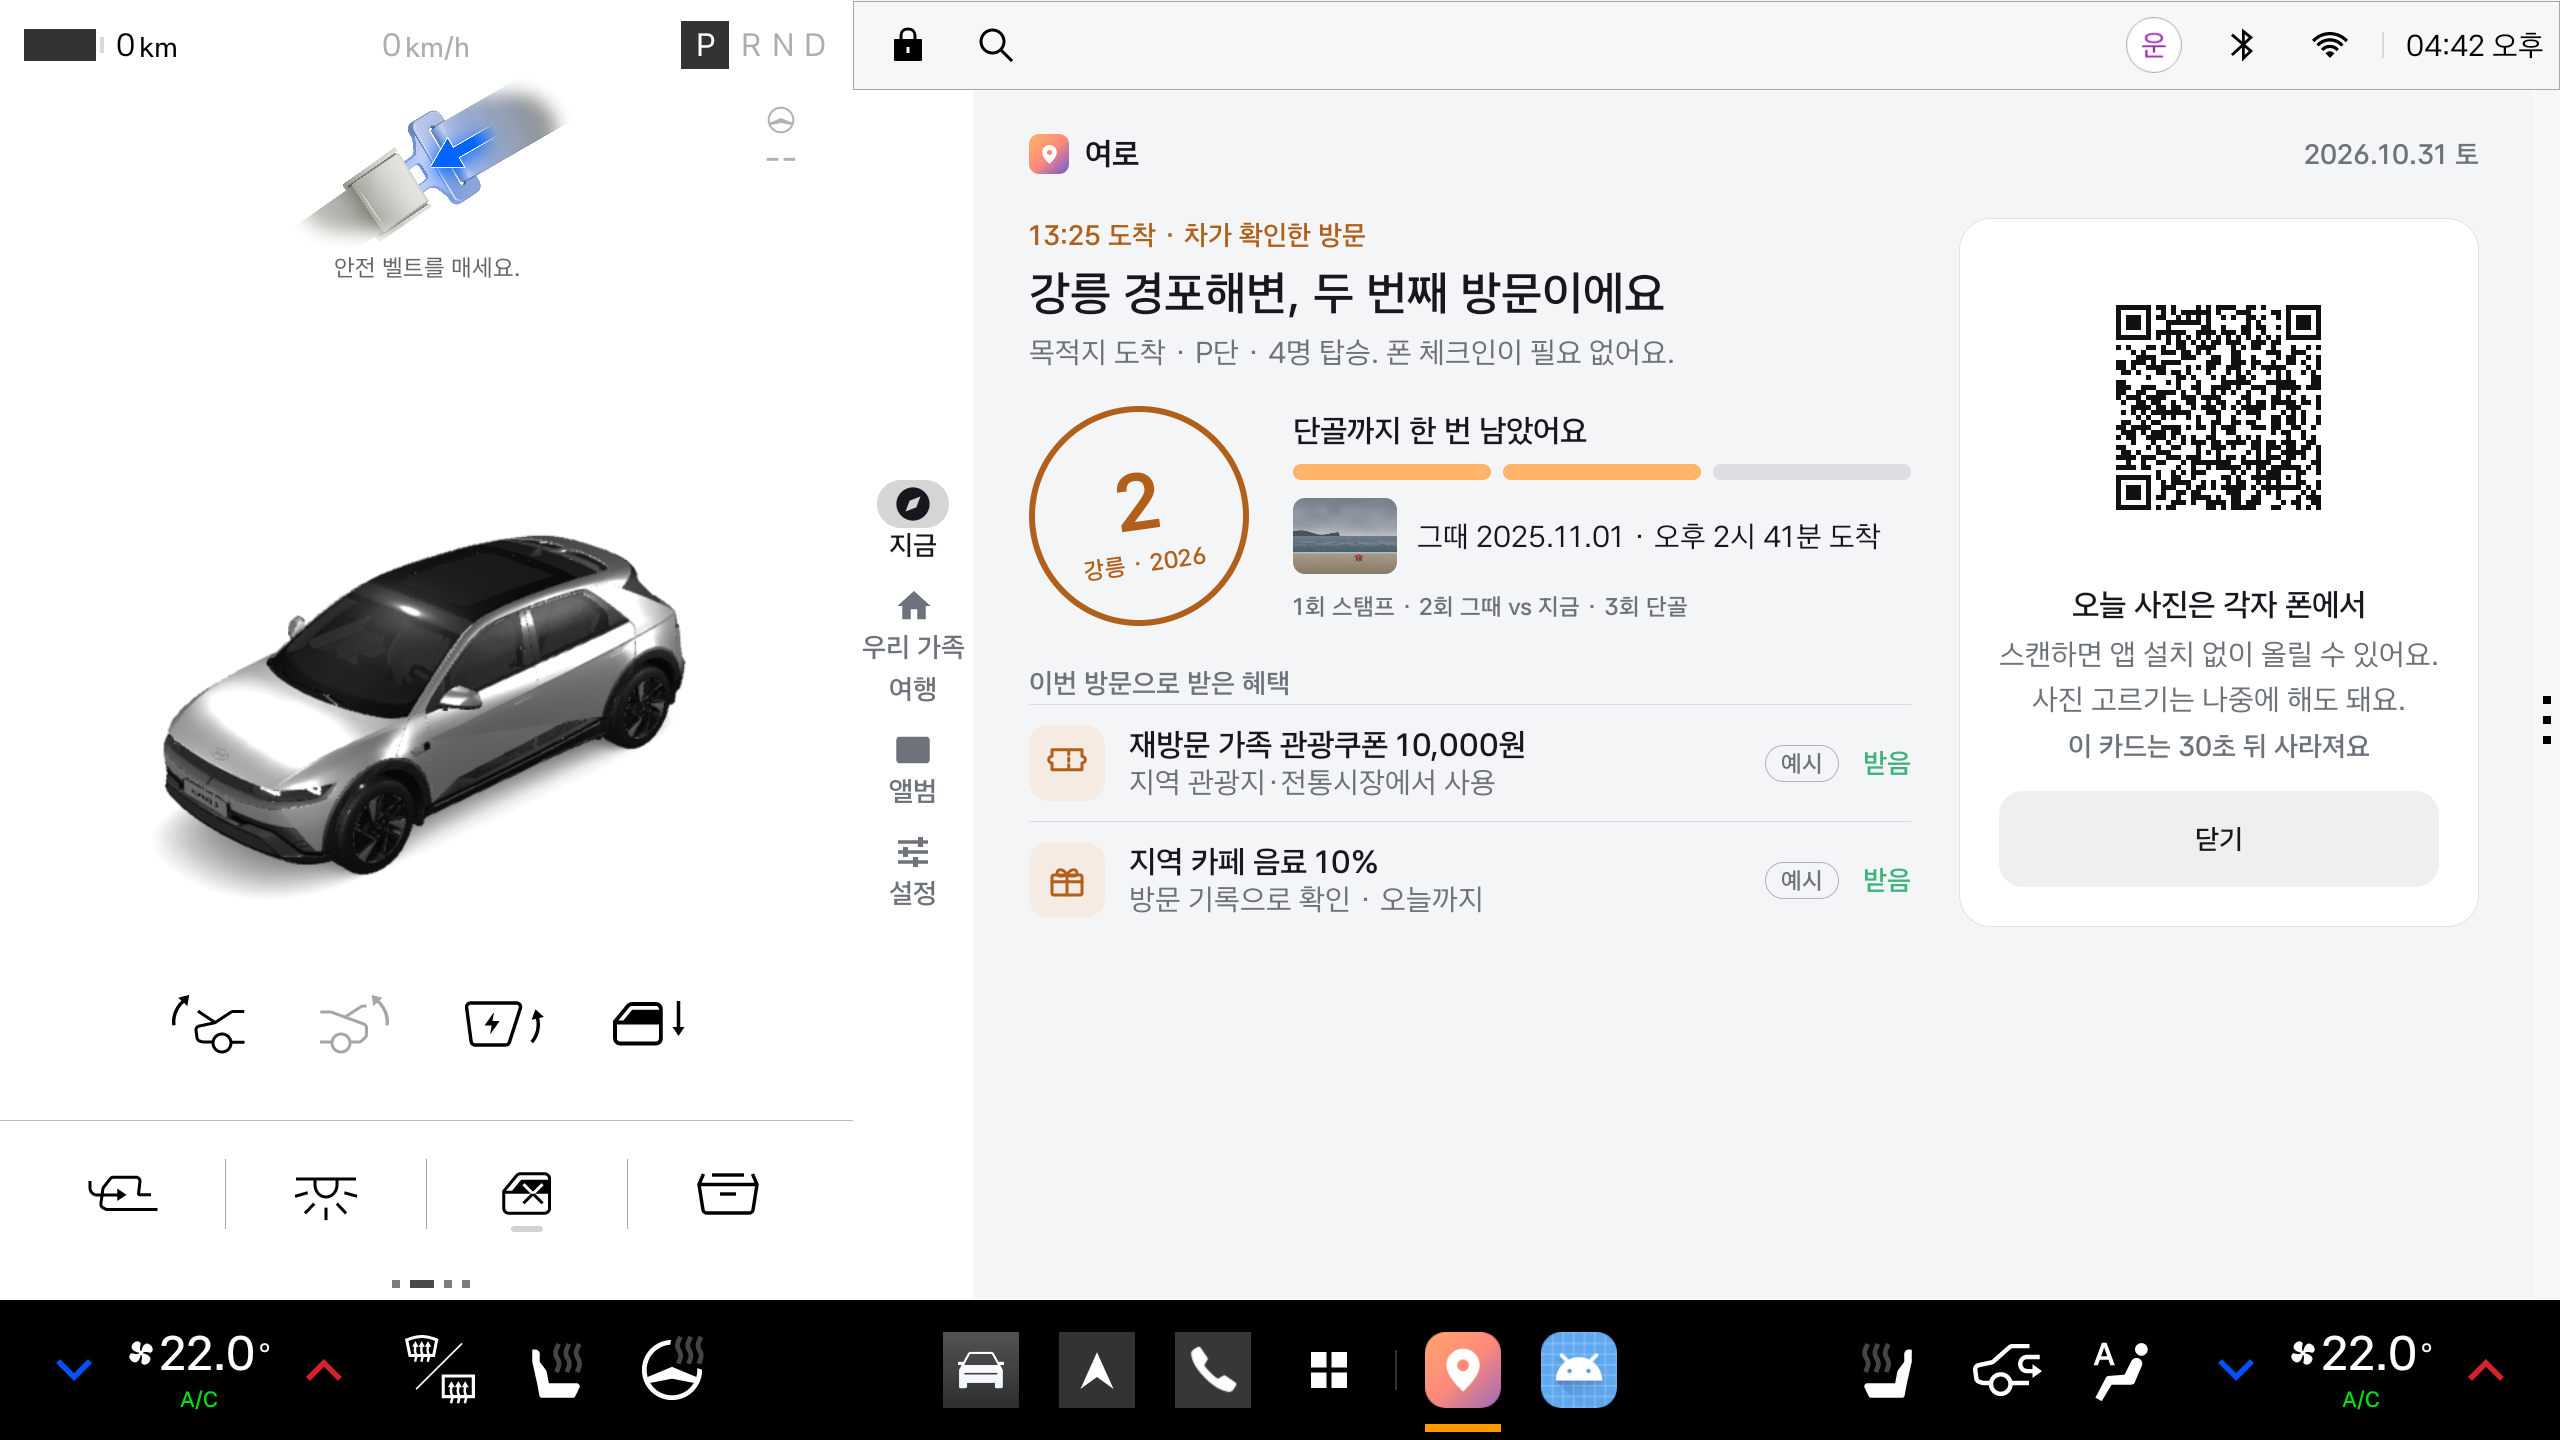 0 km
0 km/h
P R N D
안전 벨트를 매세요.
운
04:42 오후
지금
우리 가족
여행
앨범
설정
여로
2026.10.31 토
13:25 도착 · 차가 확인한 방문
강릉 경포해변, 두 번째 방문이에요
목적지 도착 · P단 · 4명 탑승. 폰 체크인이 필요 없어요.
2
강릉 · 2026
단골까지 한 번 남았어요
그때 2025.11.01 · 오후 2시 41분 도착
1회 스탬프 · 2회 그때 vs 지금 · 3회 단골
이번 방문으로 받은 혜택
재방문 가족 관광쿠폰 10,000원
지역 관광지·전통시장에서 사용
예시
받음
지역 카페 음료 10%
방문 기록으로 확인 · 오늘까지
예시
받음
오늘 사진은 각자 폰에서
스캔하면 앱 설치 없이 올릴 수 있어요.
사진 고르기는 나중에 해도 돼요.
이 카드는 30초 뒤 사라져요
닫기
22.0°
A/C
A
22.0°
A/C